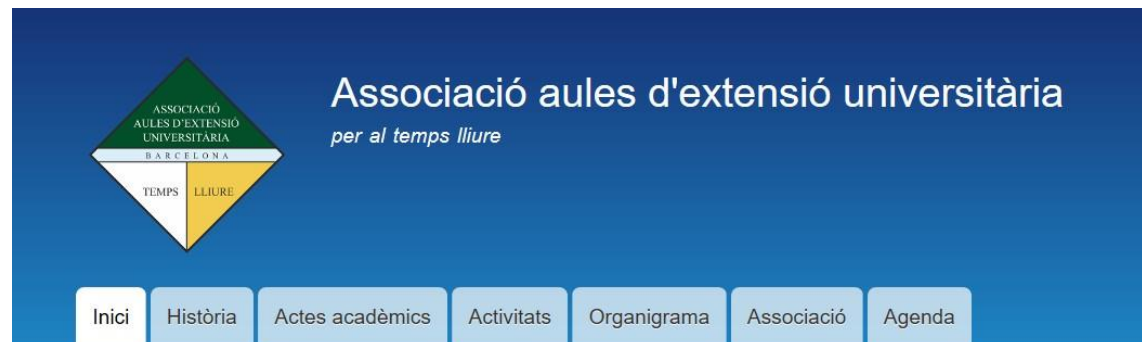 ASSOCIACIÓ
AULES D'EXTENSIÓ
UNIVERSITÁRIA
BARCELONA
TEMPS LLIURE
Associació aules d'extensió universitària
per al temps lliure
Inici Història Actes acadèmics Activitats Organigrama Associació Agenda